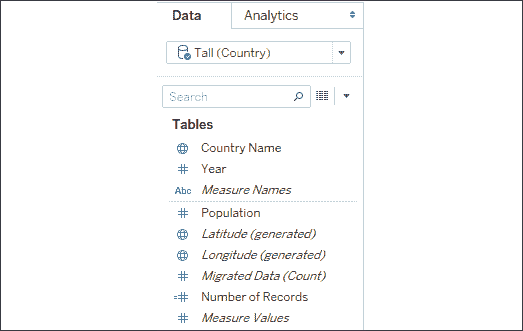 Data Analytics
Tall (Country)
Search
Tables
Country Name
# Year
Abc Measure Names
# Population
Latitude (generated)
Longitude (generated)
# Migrated Data (Count)
=# Number of Records
# Measure Values